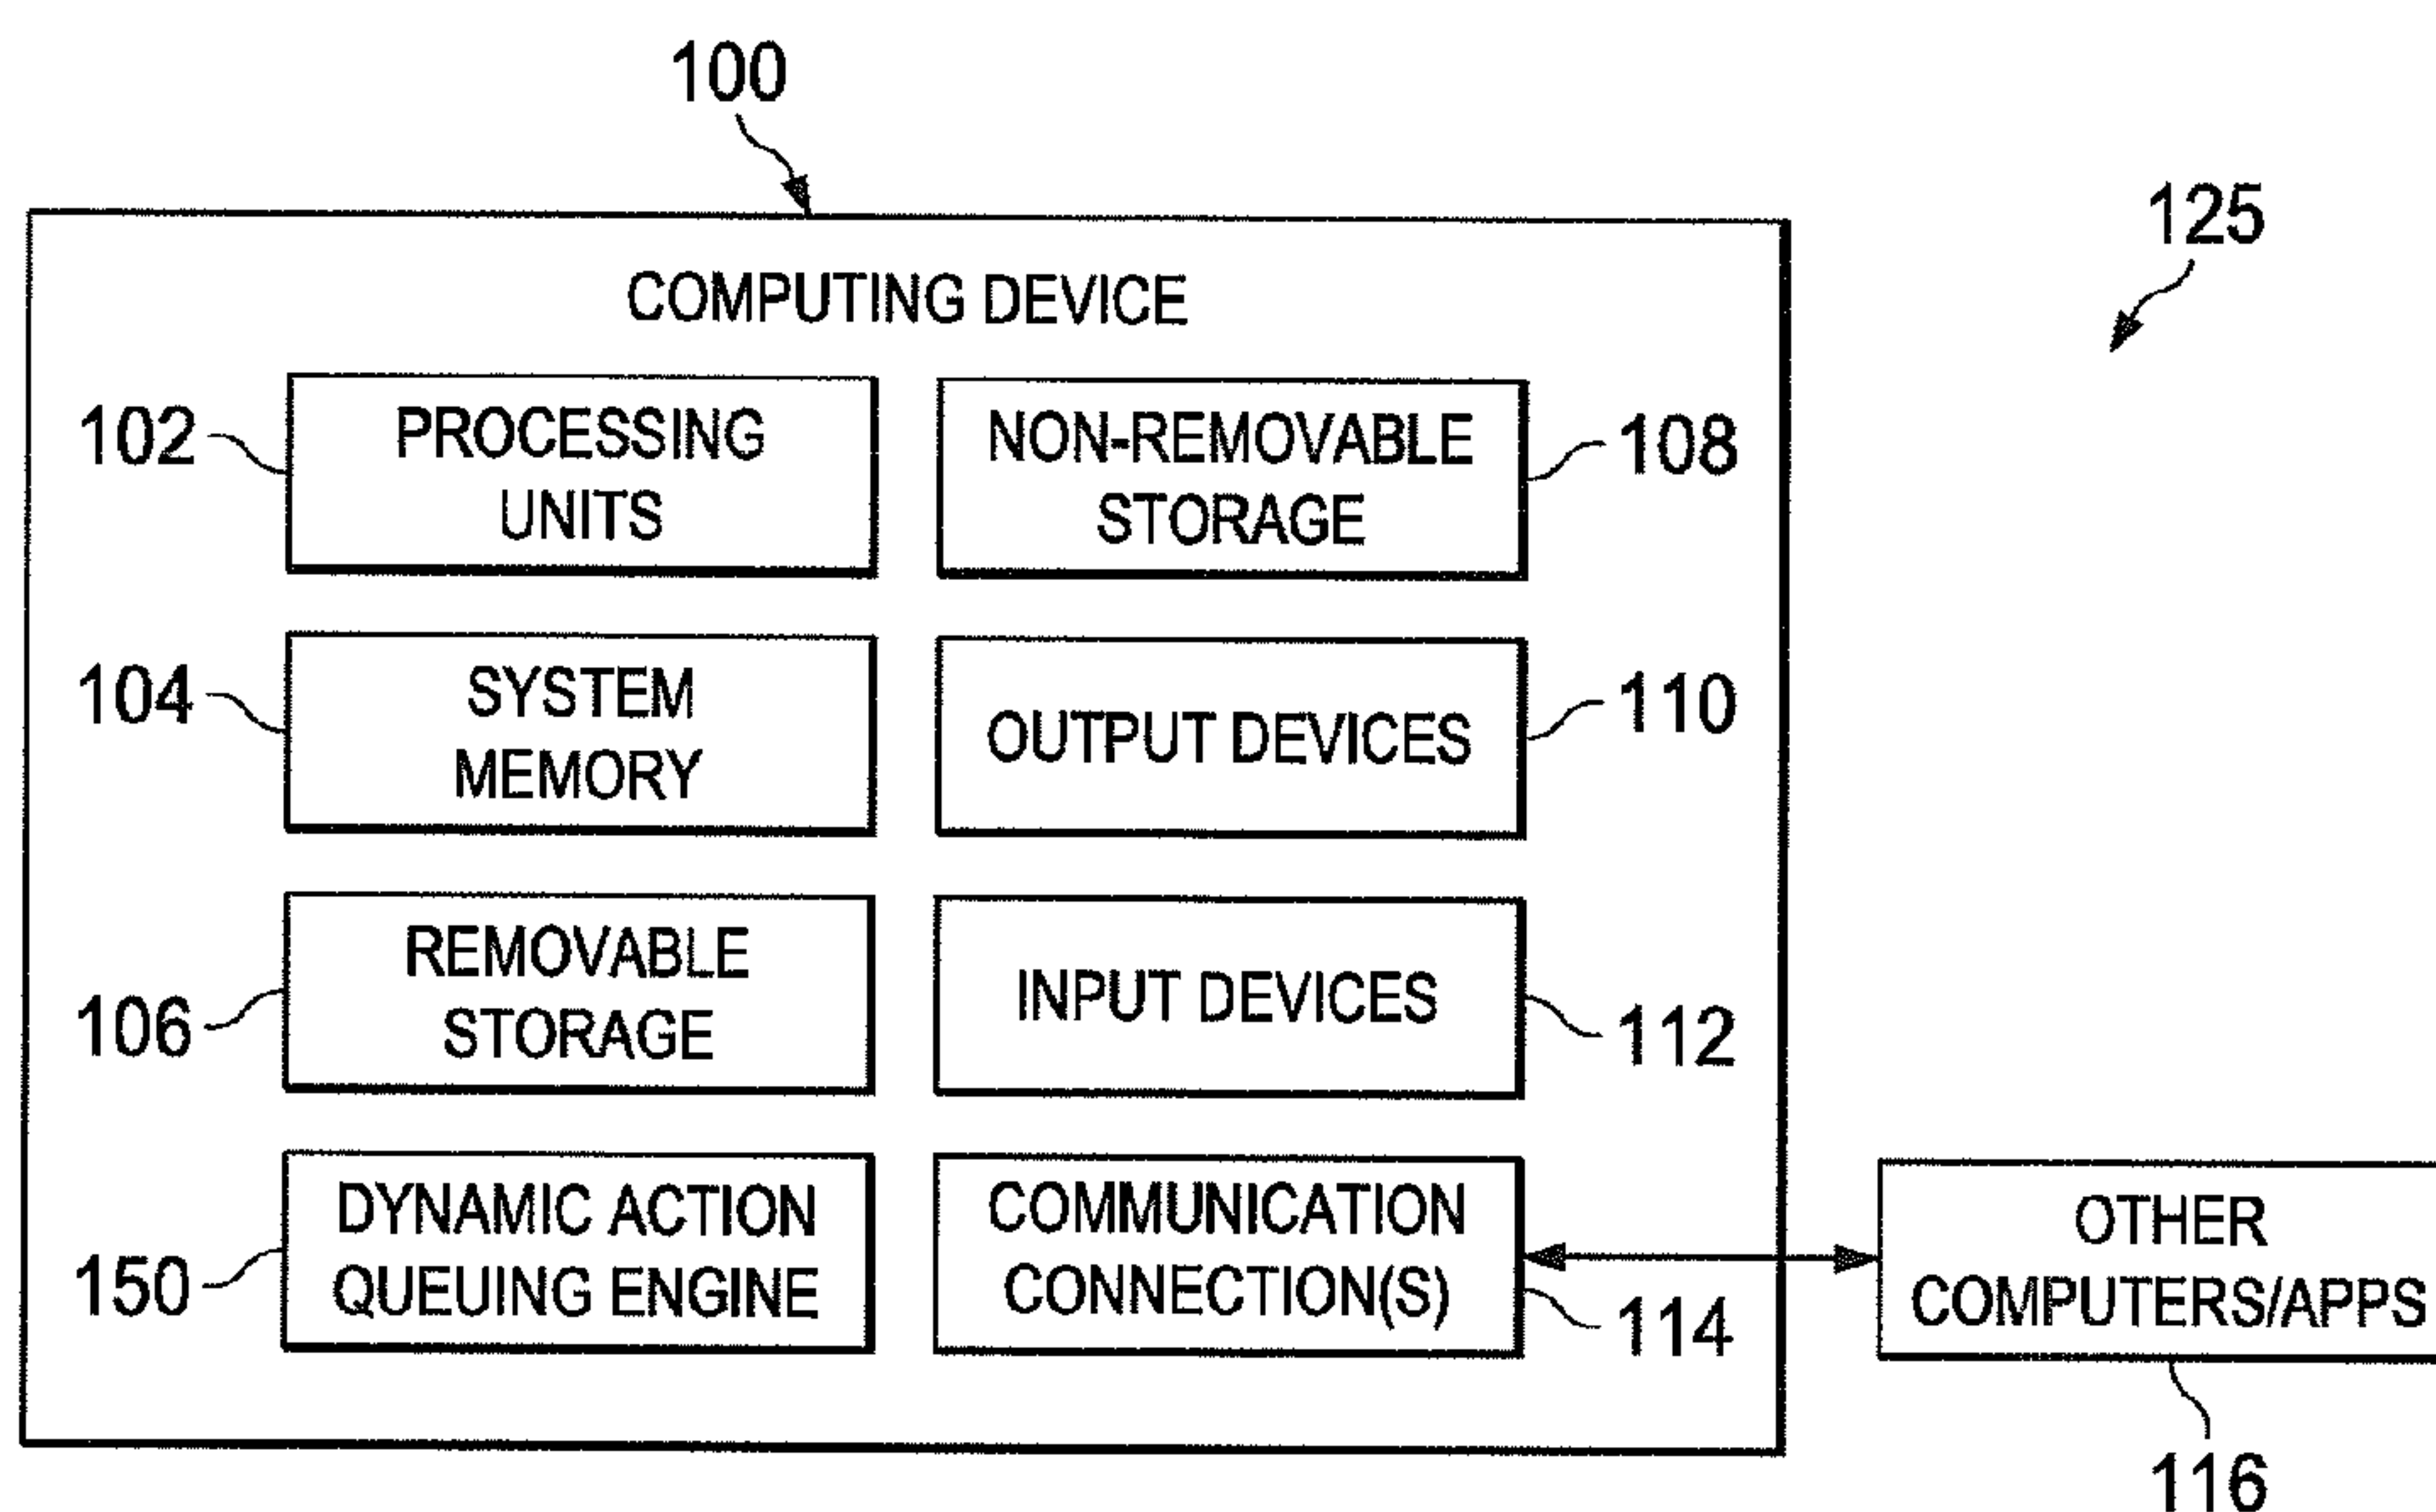 100
125
COMPUTING DEVICE
102
PROCESSING
UNITS
NON-REMOVABLE
STORAGE
108
104
SYSTEM
MEMORY
OUTPUT DEVICES
110
106
REMOVABLE
STORAGE
INPUT DEVICES
112
150
DYNAMIC ACTION
QUEUING ENGINE
COMMUNICATION
CONNECTION(S)
114
OTHER
COMPUTERS/APPS
116